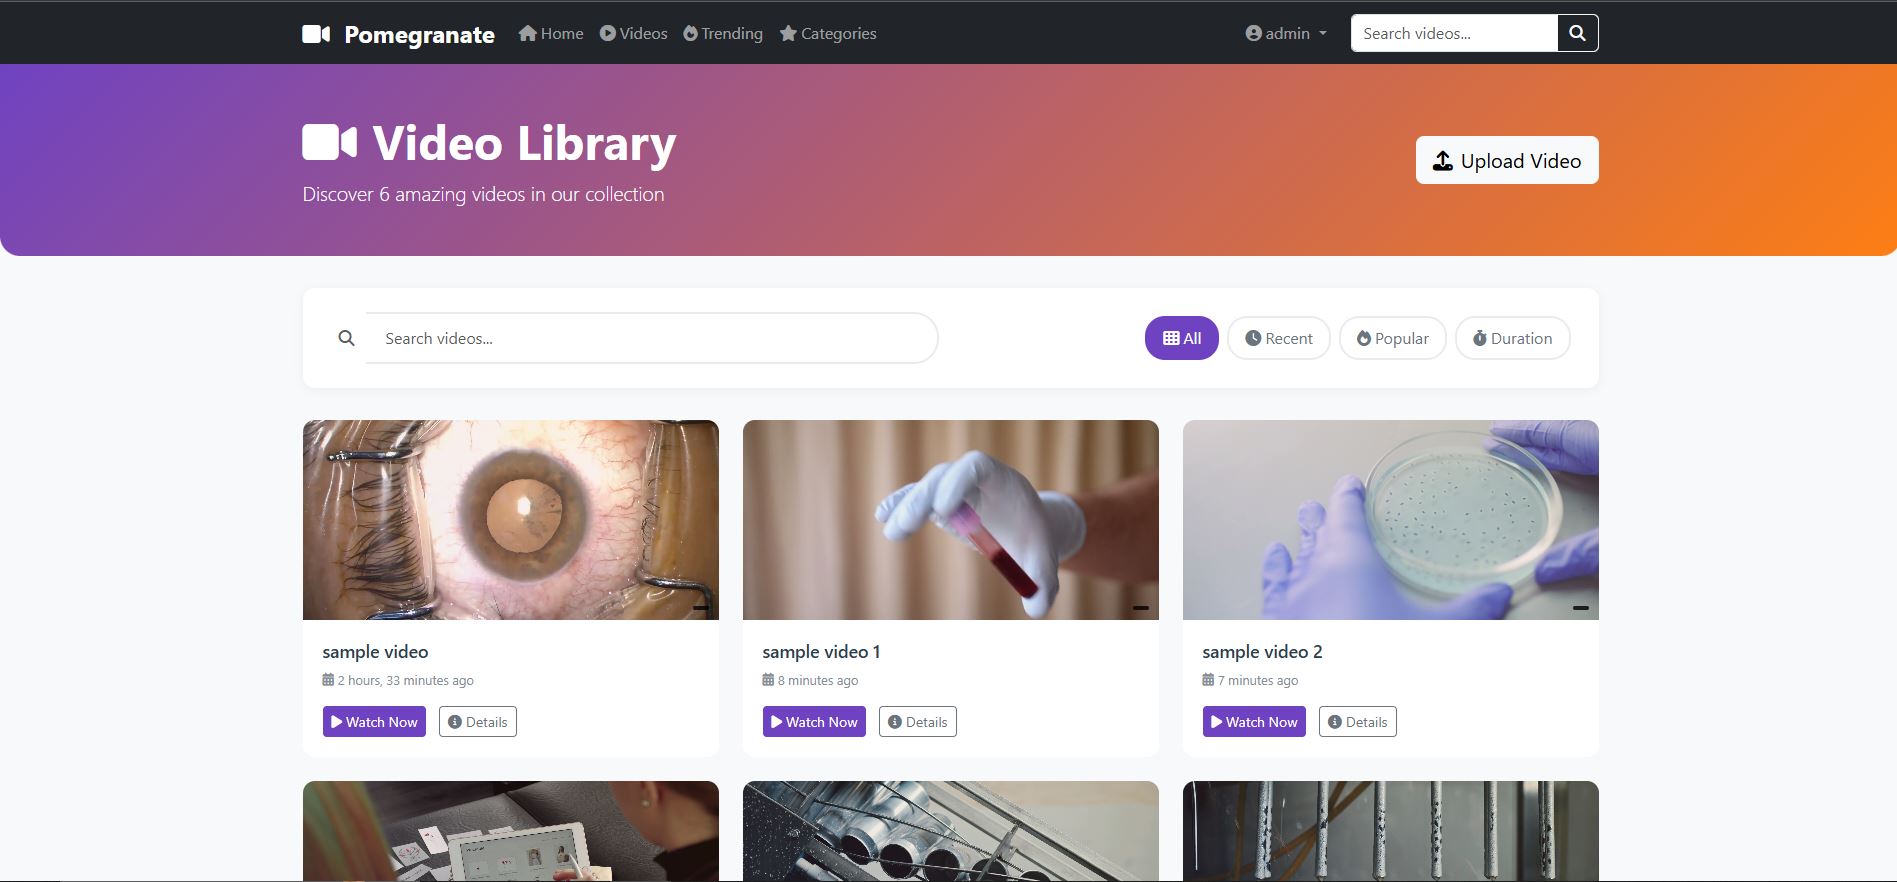 Pomegranate Home Videos Trending Categories admin Search videos...
Video Library
Discover 6 amazing videos in our collection
Upload Video
Search videos... All Recent Popular Duration
sample video
2 hours, 33 minutes ago
Watch Now Details
sample video 1
8 minutes ago
Watch Now Details
sample video 2
7 minutes ago
Watch Now Details